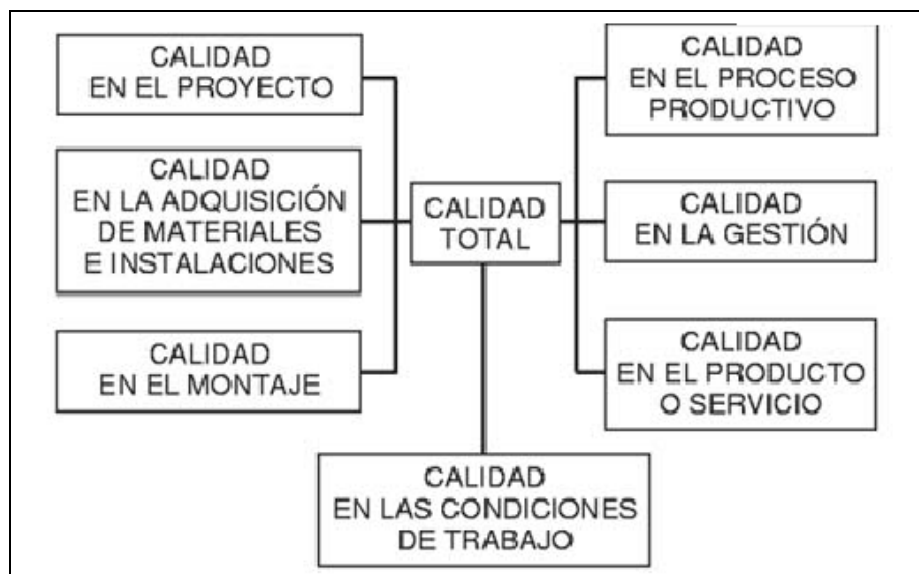 CALIDAD
EN EL PROYECTO
CALIDAD
EN LA ADQUISICIÓN
DE MATERIALES
E INSTALACIONES
CALIDAD
EN EL MONTAJE
CALIDAD
TOTAL
CALIDAD
EN EL PROCESO
PRODUCTIVO
CALIDAD
EN LA GESTIÓN
CALIDAD
EN EL PRODUCTO
O SERVICIO
CALIDAD
EN LAS CONDICIONES
DE TRABAJO